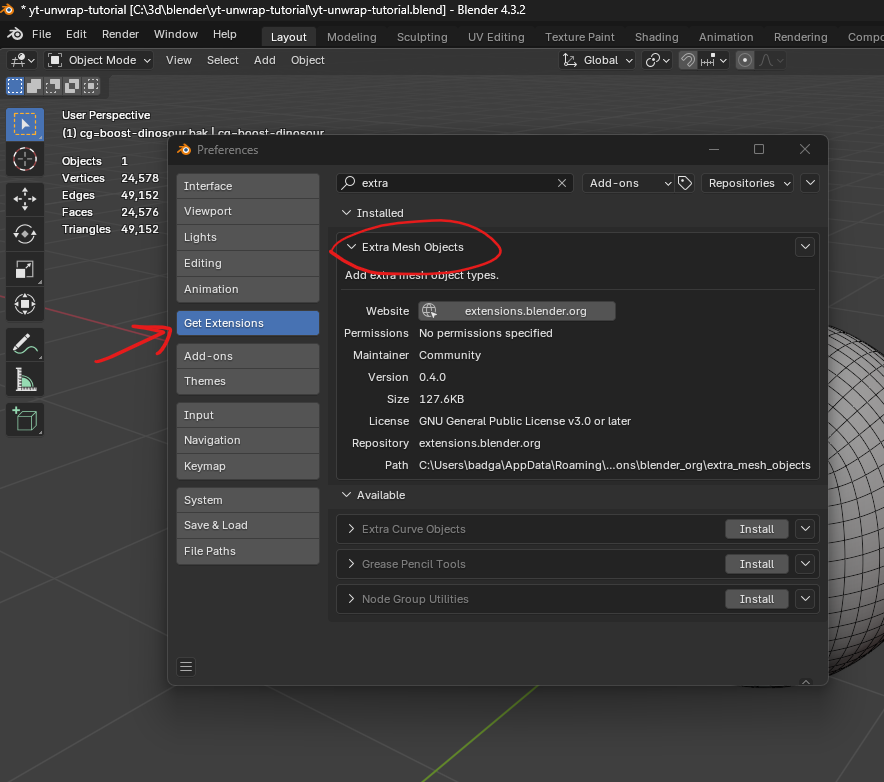 * yt-unwrap-tutorial [C:\3d\blender\yt-unwrap-tutorial\yt-unwrap-tutorial.blend] - Blender 4.3.2
File Edit Render Window Help Layout Modeling Sculpting UV Editing Texture Paint Shading Animation Rendering Compo
Object Mode View Select Add Object Global
User Perspective
(1) cg=boost-dinosour.bak | cg=boost-dinosour
Objects 1
Vertices 24,578
Edges 49,152
Faces 24,576
Triangles 49,152
Preferences
Interface
Viewport
Lights
Editing
Animation
Get Extensions
Add-ons
Themes
Input
Navigation
Keymap
System
Save & Load
File Paths
extra Add-ons Repositories
Installed
Extra Mesh Objects
Add extra mesh object types.
Website extensions.blender.org
Permissions No permissions specified
Maintainer Community
Version 0.4.0
Size 127.6KB
License GNU General Public License v3.0 or later
Repository extensions.blender.org
Path C:\Users\badga\AppData\Roaming\...ons\blender_org\extra_mesh_objects
Available
Extra Curve Objects Install
Grease Pencil Tools Install
Node Group Utilities Install